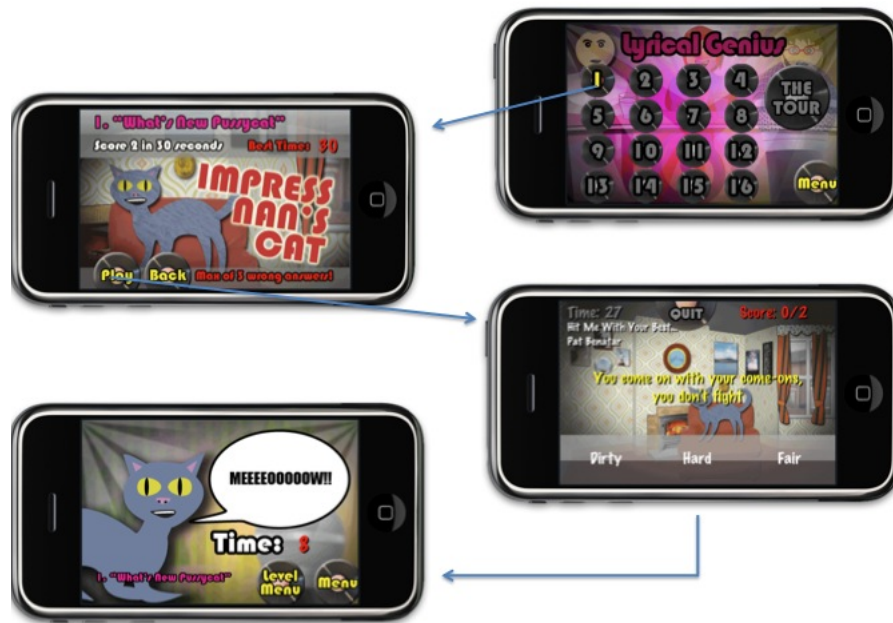 Lyrical Genius
1 2 3 4
THE
TOUR
5 6 7 8
9 10 11 12
13 14 15 16
Menu
1. "What's New Pussycat"
Score 2 in 30 seconds Best Time: 30
IMPRESS
NAN'S
CAT
Play Back Max of 3 wrong answers!
Time: 27 QUIT Score: 0/2
Hit Me With Your Best...
Pat Benatar
You come on with your come-ons,
you don't fight
Dirty Hard Fair
MEEEEOOOOOW!!
Time: 8
1. "What's New Pussycat"
Level
Menu
Menu